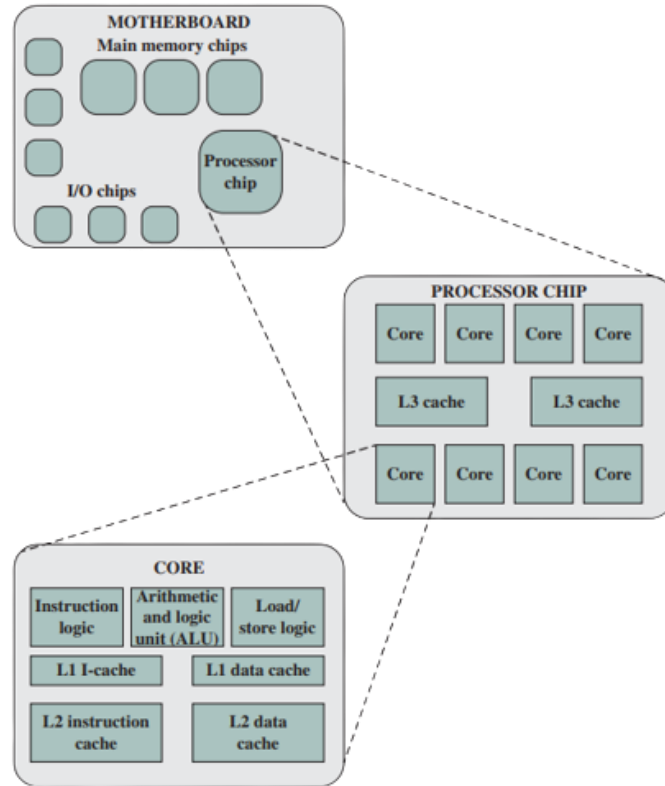 MOTHERBOARD
Main memory chips
Processor
chip
I/O chips
PROCESSOR CHIP
Core
Core
Core
Core
L3 cache
L3 cache
Core
Core
Core
Core
CORE
Instruction
logic
Arithmetic
and logic
unit (ALU)
Load/
store logic
L1 I-cache
L1 data cache
L2 instruction
cache
L2 data
cache